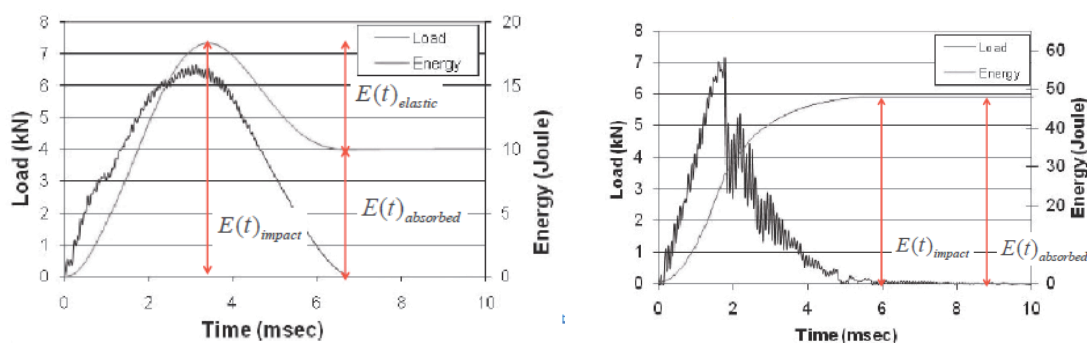 8
7
6
5
4
3
2
1
0
Load (kN)
Load
Energy
E(t)elastic
E(t)impact
E(t)absorbed
20
15
10
5
0
Energy (Joule)
0 2 4 6 8 10
Time (msec)
8
7
6
5
4
3
2
1
0
Load (kN)
Load
Energy
E(t)impact
E(t)absorbed
60
50
40
30
20
10
0
Energy (Joule)
0 2 4 6 8 10
Time (msec)